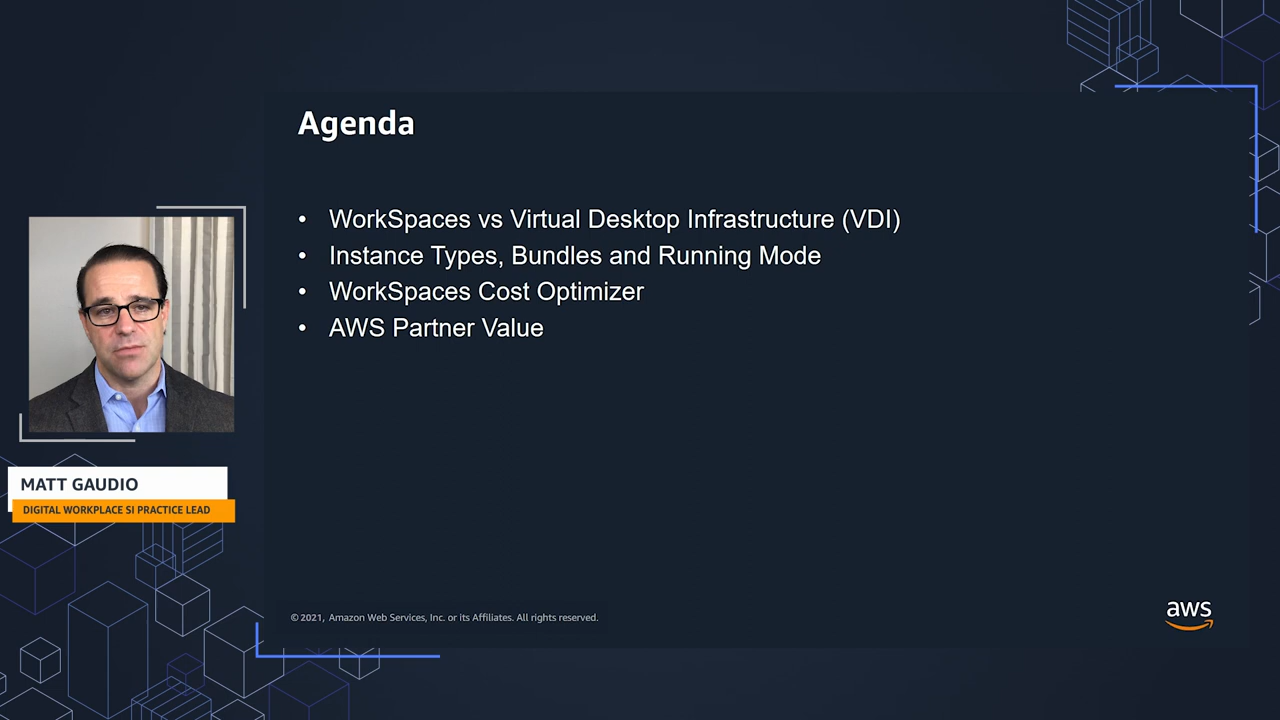 Agenda
• WorkSpaces vs Virtual Desktop Infrastructure (VDI)
• Instance Types, Bundles and Running Mode
• WorkSpaces Cost Optimizer
• AWS Partner Value
MATT GAUDIO
DIGITAL WORKPLACE SI PRACTICE LEAD
© 2021, Amazon Web Services, Inc. or its Affiliates. All rights reserved.
aws